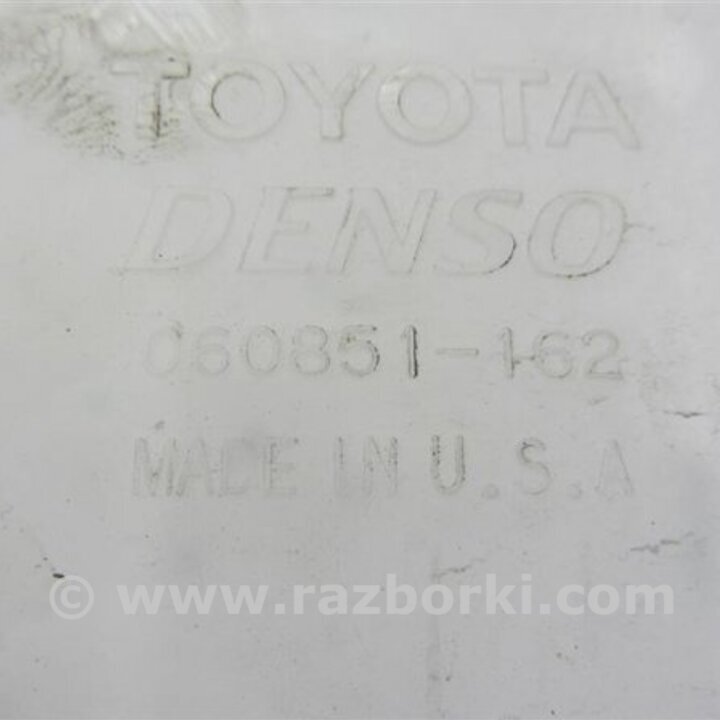 TOYOTA
DENSO
060851-162
MADE IN U.S.A
© www.razborki.com